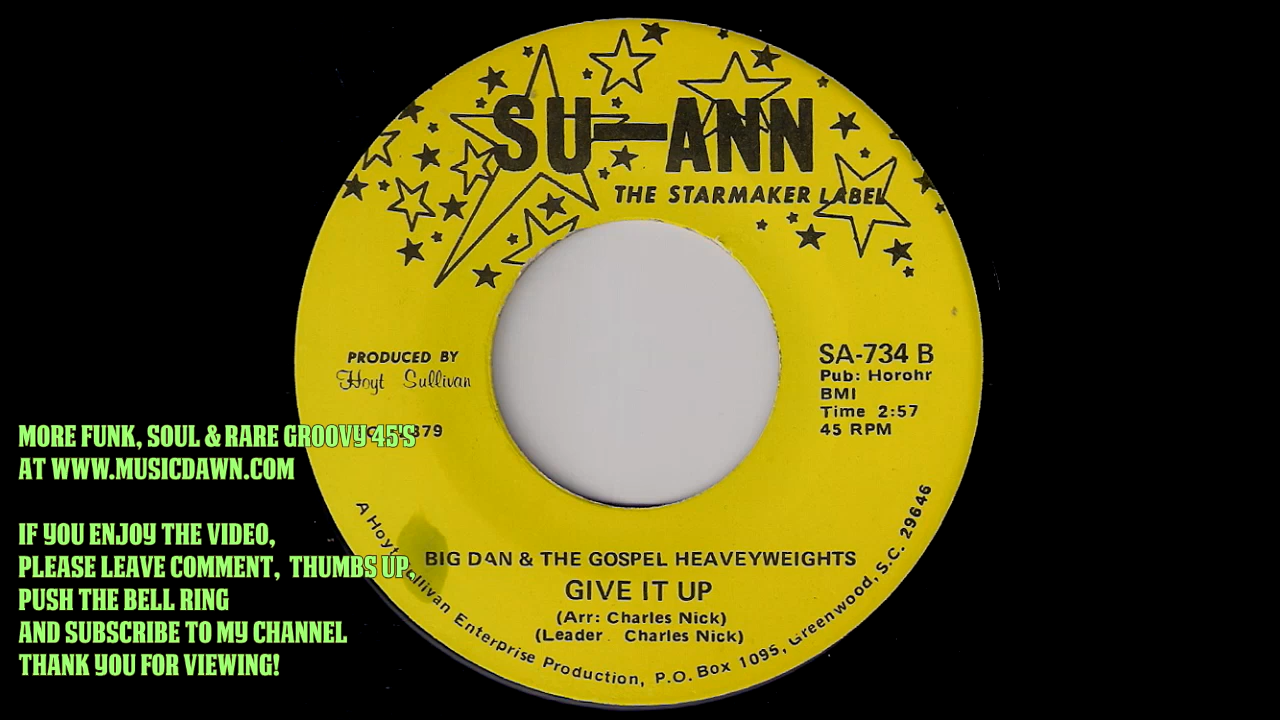 SU-ANN
THE STARMAKER LABEL
PRODUCED BY
Hoyt Sullivan
SA-734 B
Pub: Horohr
BMI
Time 2:57
45 RPM
BIG DAN & THE GOSPEL HEAVEYWEIGHTS
GIVE IT UP
(Arr: Charles Nick)
(Leader Charles Nick)
A Hoyt Sullivan Enterprise Production, P.O. Box 1095, Greenwood, S.C. 29646
MORE FUNK, SOUL & RARE GROOVY 45'S
AT WWW.MUSICDAWN.COM
IF YOU ENJOY THE VIDEO,
PLEASE LEAVE COMMENT, THUMBS UP,
PUSH THE BELL RING
AND SUBSCRIBE TO MY CHANNEL
THANK YOU FOR VIEWING!